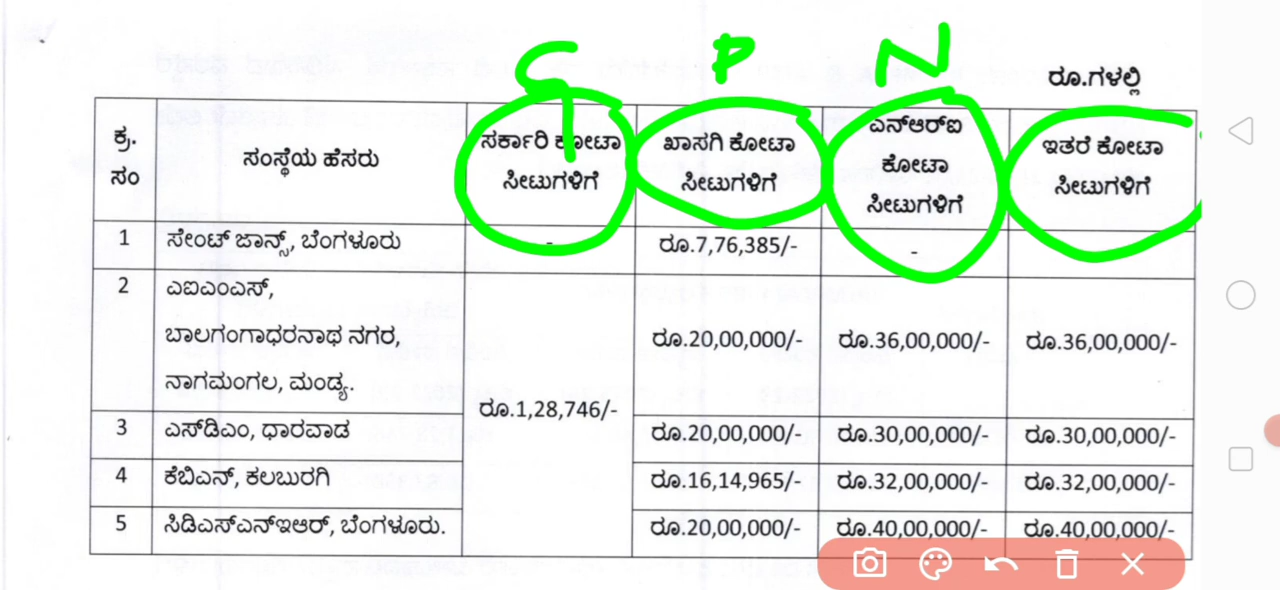 G P N
ರೂ.ಗಳಲ್ಲಿ
ಕ್ರ. ಸಂ ಸಂಸ್ಥೆಯ ಹೆಸರು ಸರ್ಕಾರಿ ಕೋಟಾ ಸೀಟುಗಳಿಗೆ ಖಾಸಗಿ ಕೋಟಾ ಸೀಟುಗಳಿಗೆ ಎನ್‌ಆರ್‌ಐ ಕೋಟಾ ಸೀಟುಗಳಿಗೆ ಇತರೆ ಕೋಟಾ ಸೀಟುಗಳಿಗೆ
1 ಸೇಂಟ್ ಜಾನ್ಸ್, ಬೆಂಗಳೂರು - ರೂ.7,76,385/- -
2 ಎಐಎಂಎಸ್,
ಬಾಲಗಂಗಾಧರನಾಥ ನಗರ, ರೂ.20,00,000/- ರೂ.36,00,000/- ರೂ.36,00,000/-
ನಾಗಮಂಗಲ, ಮಂಡ್ಯ.
ರೂ.1,28,746/-
3 ಎಸ್‌ಡಿಎಂ, ಧಾರವಾಡ ರೂ.20,00,000/- ರೂ.30,00,000/- ರೂ.30,00,000/-
4 ಕೆಬಿಎನ್, ಕಲಬುರಗಿ ರೂ.16,14,965/- ರೂ.32,00,000/- ರೂ.32,00,000/-
5 ಸಿಡಿಎಸ್‌ಎನ್‌ಇಆರ್, ಬೆಂಗಳೂರು. ರೂ.20,00,000/- ರೂ.40,00,000/- ರೂ.40,00,000/-